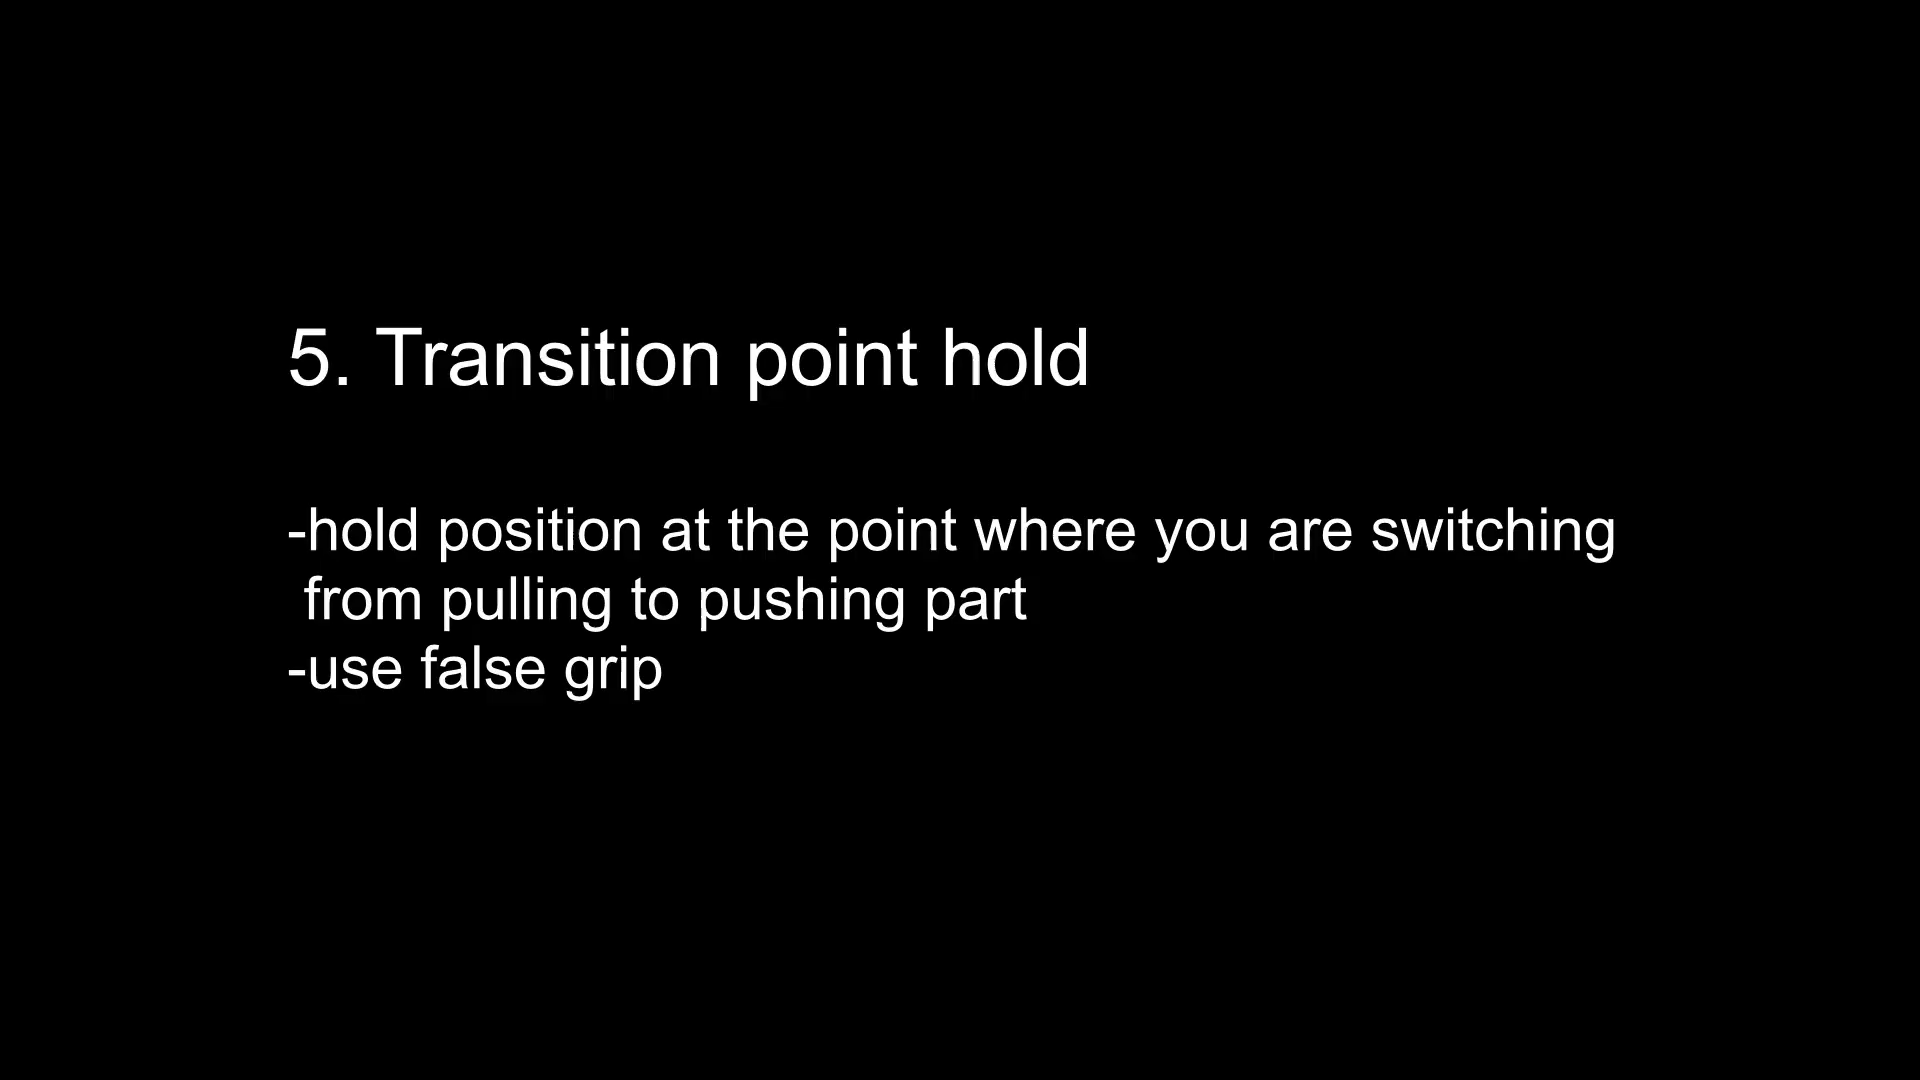 5. Transition point hold
-hold position at the point where you are switching
from pulling to pushing part
-use false grip